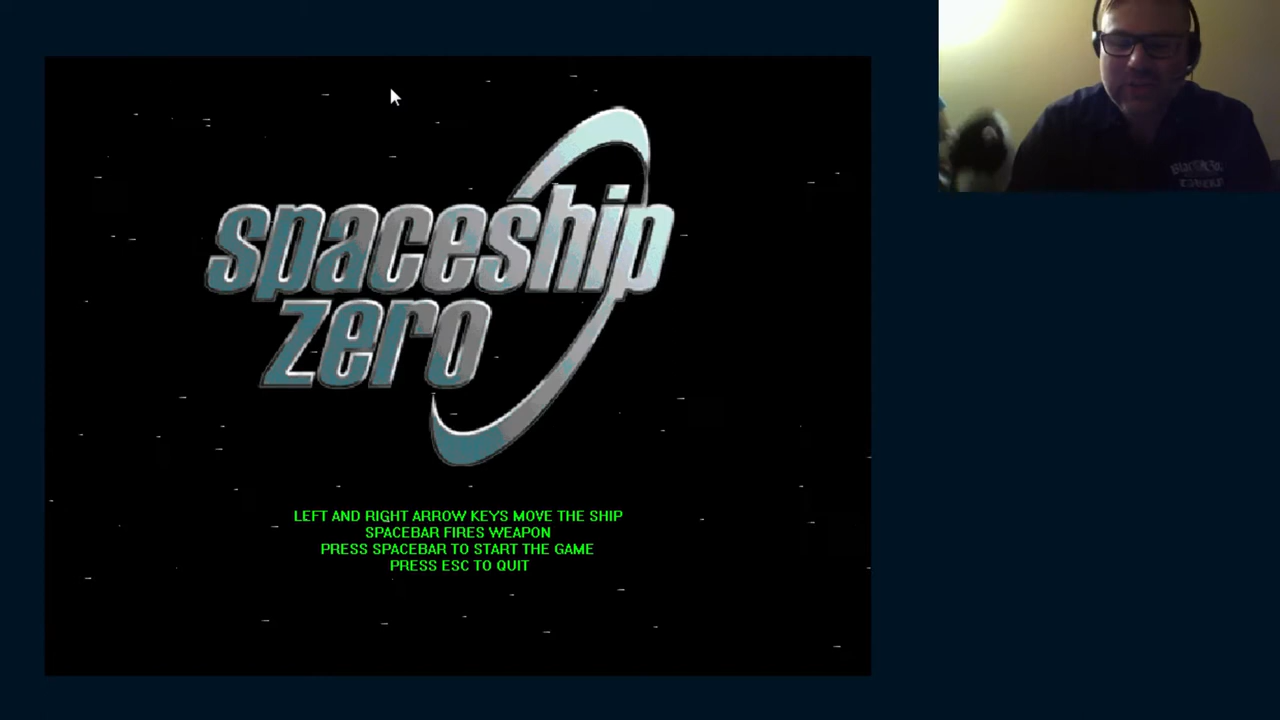 spaceship
zero
LEFT AND RIGHT ARROW KEYS MOVE THE SHIP
SPACEBAR FIRES WEAPON
PRESS SPACEBAR TO START THE GAME
PRESS ESC TO QUIT